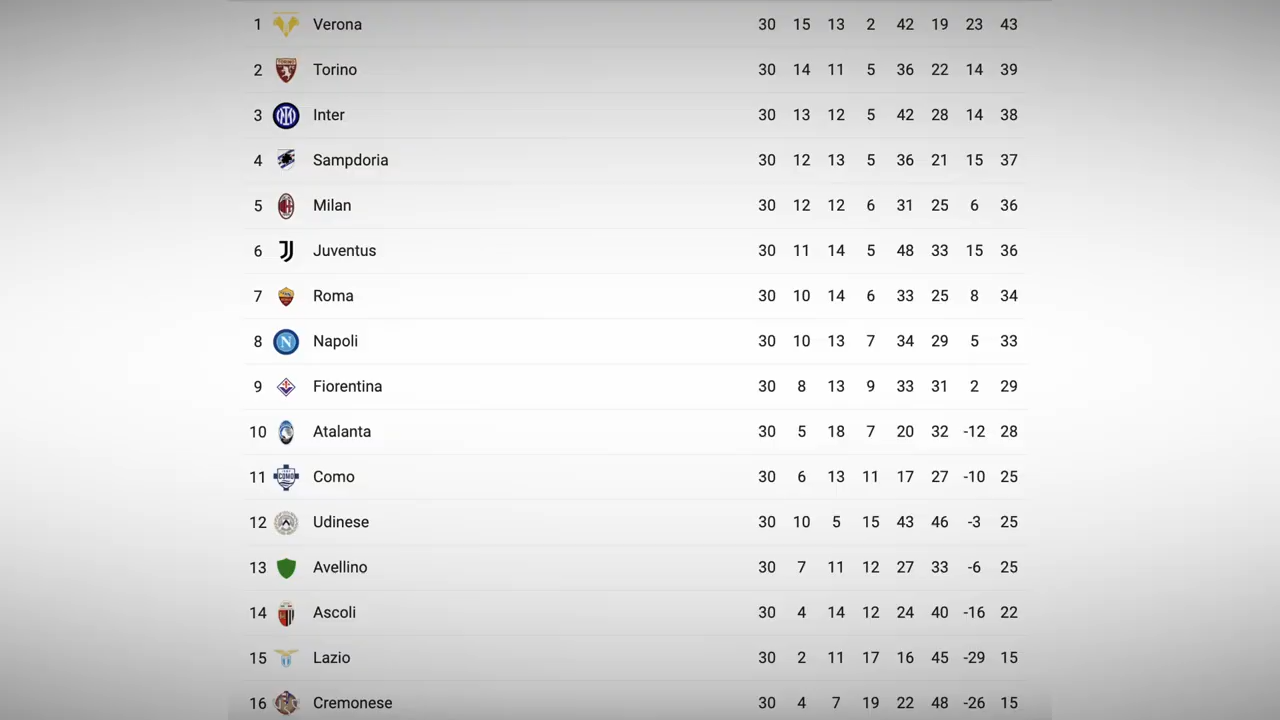 1 Verona 30 15 13 2 42 19 23 43
2 Torino 30 14 11 5 36 22 14 39
3 Inter 30 13 12 5 42 28 14 38
4 Sampdoria 30 12 13 5 36 21 15 37
5 Milan 30 12 12 6 31 25 6 36
6 Juventus 30 11 14 5 48 33 15 36
7 Roma 30 10 14 6 33 25 8 34
8 N Napoli 30 10 13 7 34 29 5 33
9 Fiorentina 30 8 13 9 33 31 2 29
10 Atalanta 30 5 18 7 20 32 -12 28
11 COMO Como 30 6 13 11 17 27 -10 25
12 Udinese 30 10 5 15 43 46 -3 25
13 Avellino 30 7 11 12 27 33 -6 25
14 Ascoli 30 4 14 12 24 40 -16 22
15 Lazio 30 2 11 17 16 45 -29 15
16 Cremonese 30 4 7 19 22 48 -26 15